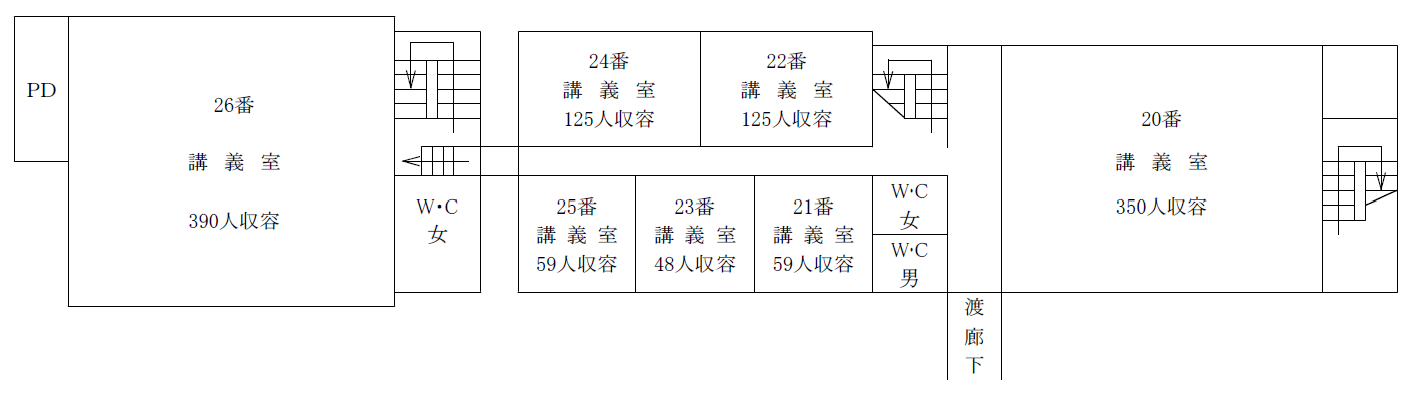 PD
26番
講義室
390人収容
W・C
女
24番
講義室
125人収容
22番
講義室
125人収容
25番
講義室
59人収容
23番
講義室
48人収容
21番
講義室
59人収容
W・C
女
W・C
男
20番
講義室
350人収容
渡
廊
下